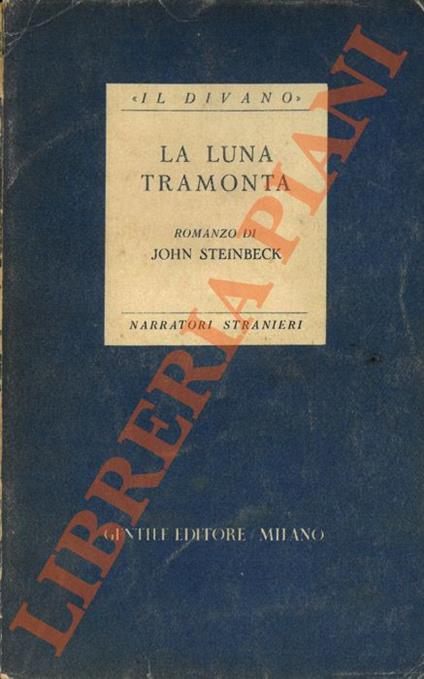 «IL DIVANO»
LA LUNA
TRAMONTA
ROMANZO DI
JOHN STEINBECK
NARRATORI STRANIERI
GENTILE EDITORE / MILANO
LIBRERIA PIANI